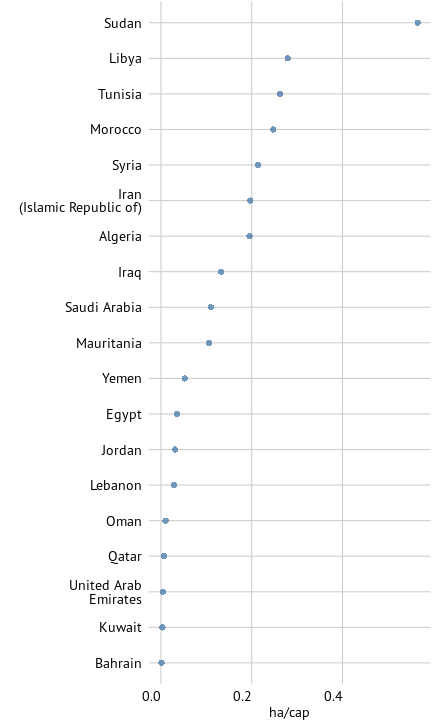 Sudan
Libya
Tunisia
Morocco
Syria
Iran
(Islamic Republic of)
Algeria
Iraq
Saudi Arabia
Mauritania
Yemen
Egypt
Jordan
Lebanon
Oman
Qatar
United Arab
Emirates
Kuwait
Bahrain
0.0 0.2 0.4
ha/cap